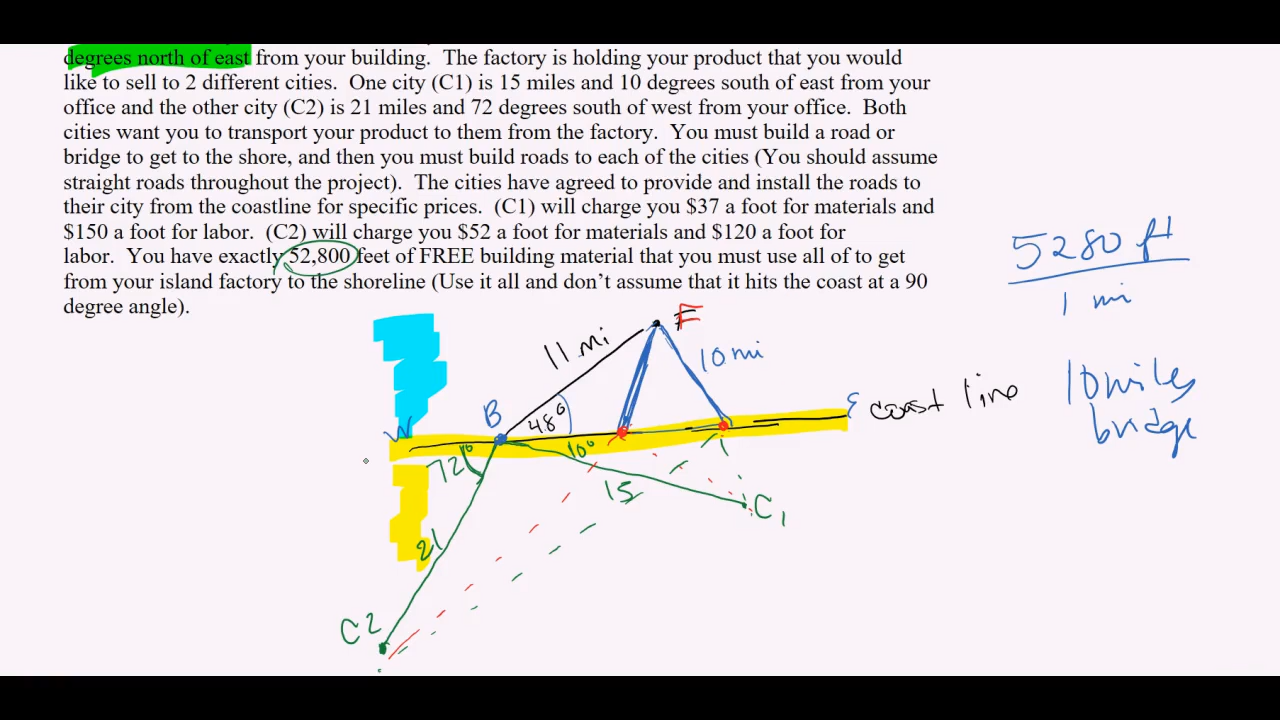 degrees north of east from your building. The factory is holding your product that you would
like to sell to 2 different cities. One city (C1) is 15 miles and 10 degrees south of east from your
office and the other city (C2) is 21 miles and 72 degrees south of west from your office. Both
cities want you to transport your product to them from the factory. You must build a road or
bridge to get to the shore, and then you must build roads to each of the cities (You should assume
straight roads throughout the project). The cities have agreed to provide and install the roads to
their city from the coastline for specific prices. (C1) will charge you $37 a foot for materials and
$150 a foot for labor. (C2) will charge you $52 a foot for materials and $120 a foot for
labor. You have exactly 52,800 feet of FREE building material that you must use all of to get
from your island factory to the shoreline (Use it all and don’t assume that it hits the coast at a 90
degree angle).
5280 ft
1 mi
F
11 mi
10mi
10miles
bridge
W
B
48°
E
coast line
72°
10°
15
C1
21
C2